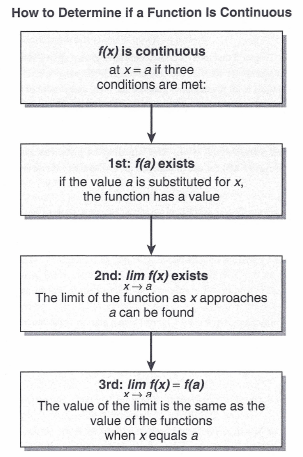 How to Determine if a Function Is Continuous
f(x) is continuous
at x = a if three
conditions are met:
1st: f(a) exists
if the value a is substituted for x,
the function has a value
2nd: lim f(x) exists
x → a
The limit of the function as x approaches
a can be found
3rd: lim f(x) = f(a)
x → a
The value of the limit is the same as the
value of the functions
when x equals a